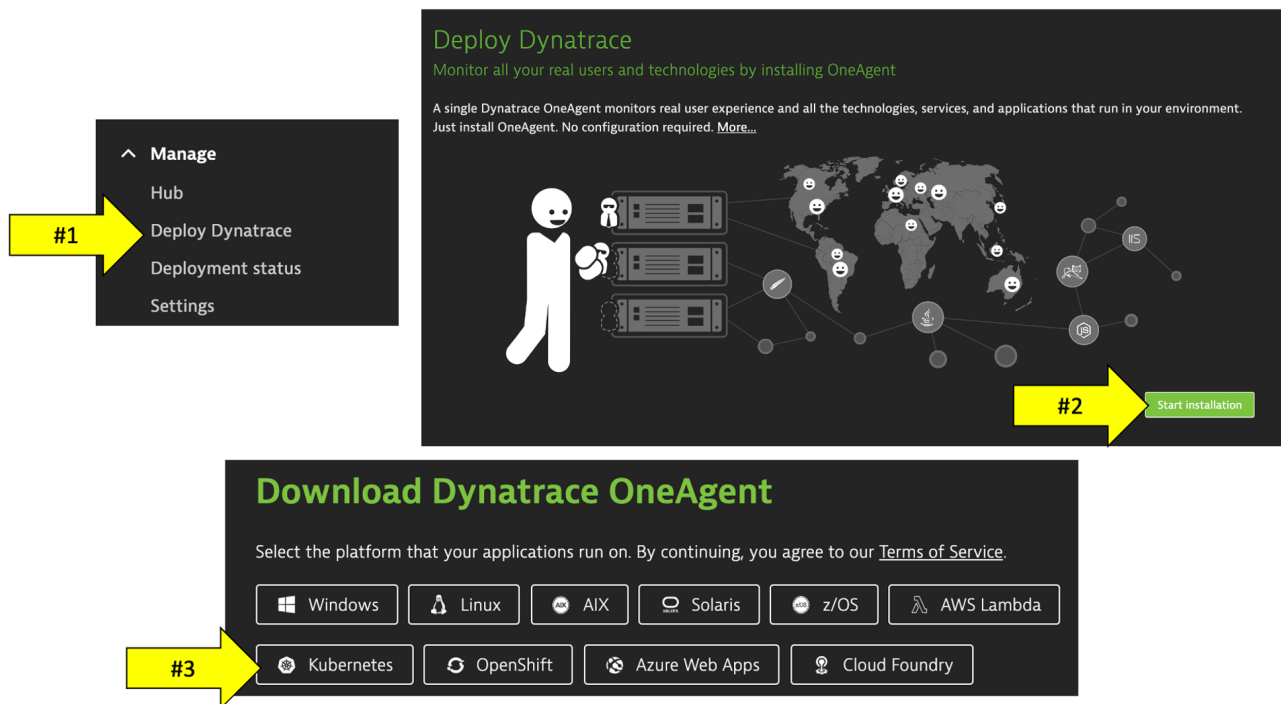 Deploy Dynatrace
Monitor all your real users and technologies by installing OneAgent
A single Dynatrace OneAgent monitors real user experience and all the technologies, services, and applications that run in your environment.
Just install OneAgent. No configuration required. More...
Manage
Hub
#1
Deploy Dynatrace
Deployment status
Settings
IIS
JS
#2
Start installation
Download Dynatrace OneAgent
Select the platform that your applications run on. By continuing, you agree to our Terms of Service.
Windows
Linux
AIX AIX
Solaris
z/OS z/OS
AWS Lambda
#3
Kubernetes
OpenShift
Azure Web Apps
Cloud Foundry